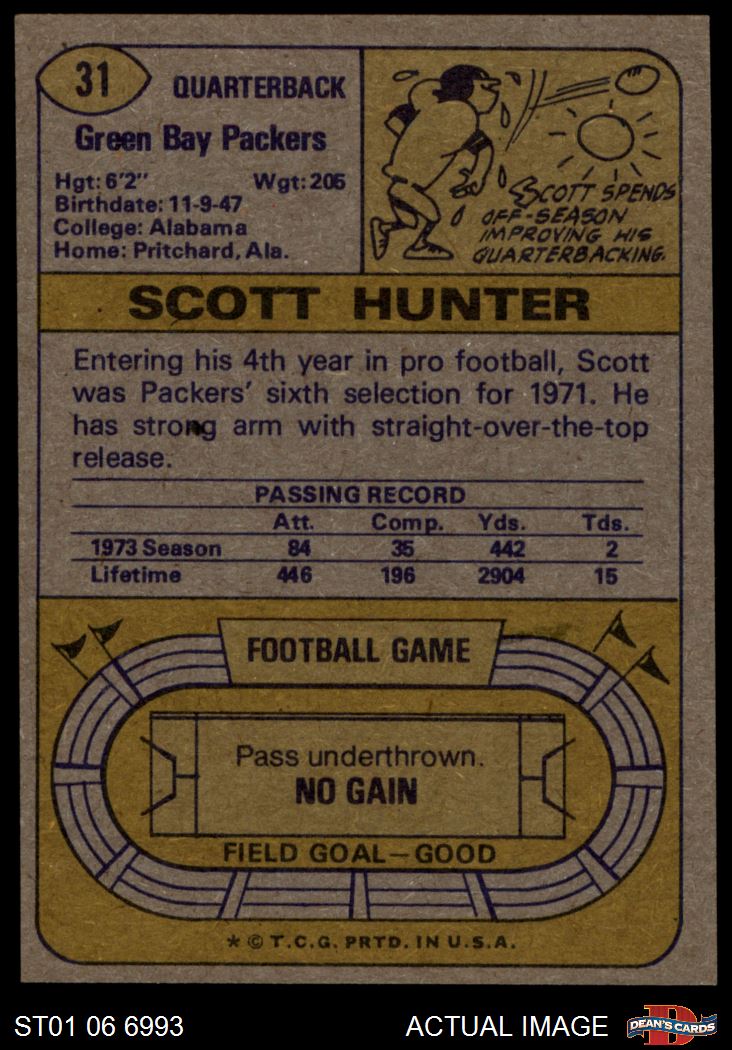 31
QUARTERBACK
Green Bay Packers
Hgt: 6'2" Wgt: 205
Birthdate: 11-9-47
College: Alabama
Home: Pritchard, Ala.
SCOTT SPENDS
OFF-SEASON
IMPROVING HIS
QUARTERBACKING.
SCOTT HUNTER
Entering his 4th year in pro football, Scott
was Packers' sixth selection for 1971. He
has strong arm with straight-over-the-top
release.
PASSING RECORD
Att. Comp. Yds. Tds.
1973 Season 84 35 442 2
Lifetime 446 196 2904 15
FOOTBALL GAME
Pass underthrown.
NO GAIN
FIELD GOAL—GOOD
* © T.C.G. PRTD. IN U.S.A.
ST01 06 6993
ACTUAL IMAGE
D
DEAN'S CARDS